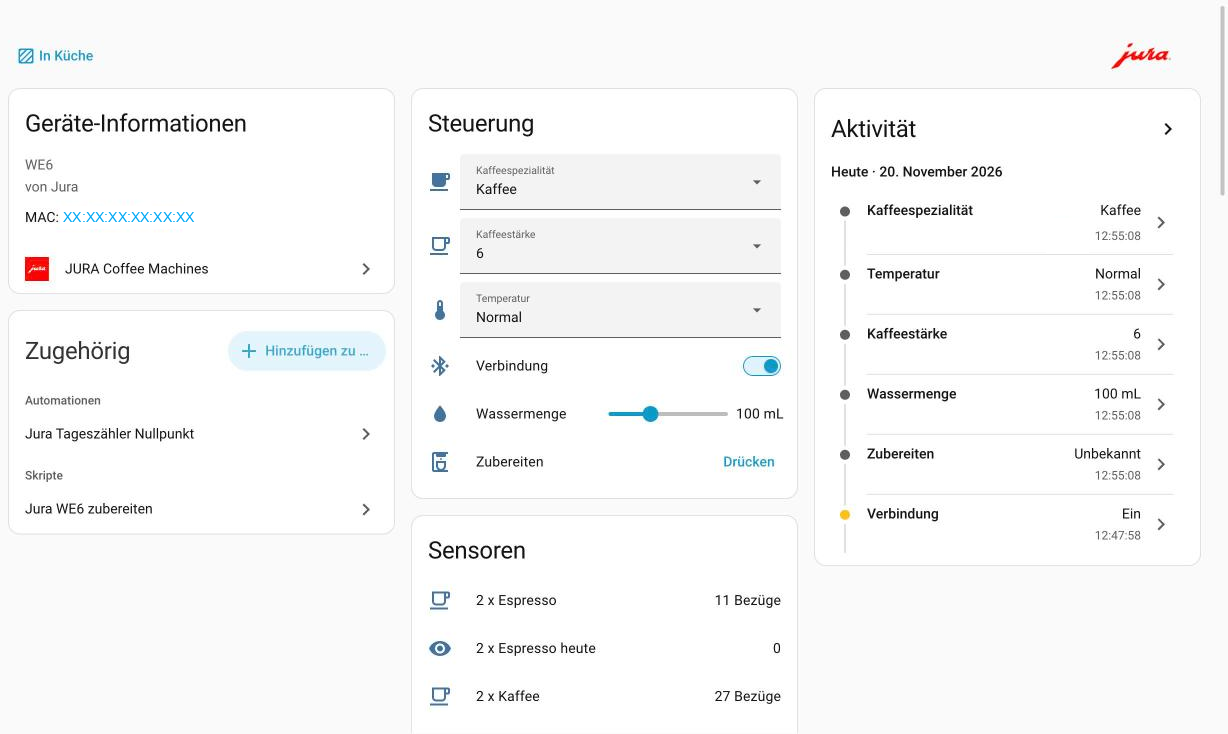 In Küche
jura
Geräte-Informationen
WE6
von Jura
MAC: XX:XX:XX:XX:XX:XX
jura
JURA Coffee Machines
Zugehörig
Hinzufügen zu ...
Automationen
Jura Tageszähler Nullpunkt
Skripte
Jura WE6 zubereiten
Steuerung
Kaffeespezialität
Kaffee
Kaffeestärke
6
Temperatur
Normal
Verbindung
Wassermenge 100 mL
Zubereiten Drücken
Sensoren
2 x Espresso 11 Bezüge
2 x Espresso heute 0
2 x Kaffee 27 Bezüge
Aktivität
Heute · 20. November 2026
Kaffeespezialität Kaffee
12:55:08
Temperatur Normal
12:55:08
Kaffeestärke 6
12:55:08
Wassermenge 100 mL
12:55:08
Zubereiten Unbekannt
12:55:08
Verbindung Ein
12:47:58